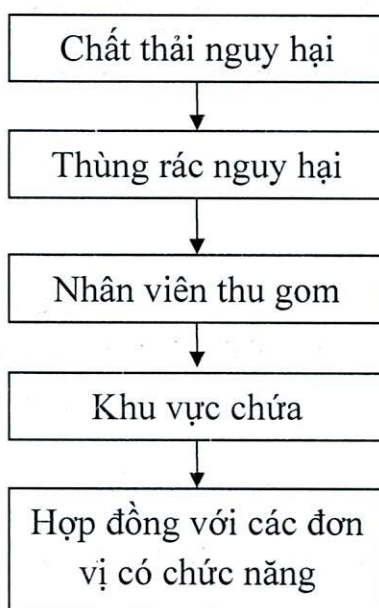 Chất thải nguy hại
Thùng rác nguy hại
Nhân viên thu gom
Khu vực chứa
Hợp đồng với các đơn
vị có chức năng